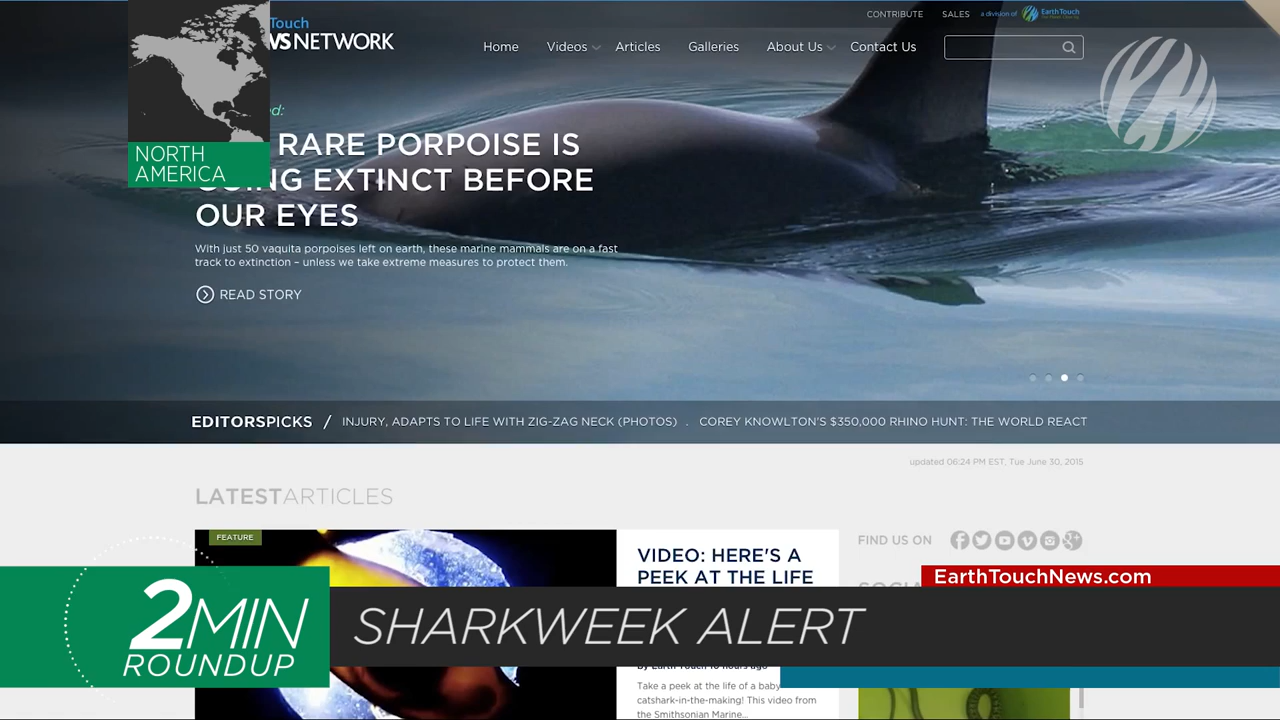 CONTRIBUTE SALES a division of EarthTouch
Touch
NETWORK
Home Videos Articles Galleries About Us Contact Us
RARE PORPOISE IS
NG EXTINCT BEFORE
OUR EYES
NORTH
AMERICA
With just 50 vaquita porpoises left on earth, these marine mammals are on a fast
track to extinction – unless we take extreme measures to protect them.
READ STORY
EDITORSPICKS / INJURY, ADAPTS TO LIFE WITH ZIG-ZAG NECK (PHOTOS) . COREY KNOWLTON'S $350,000 RHINO HUNT: THE WORLD REACT
updated 06:24 PM EST, Tue June 30, 2015
LATESTARTICLES
FEATURE
VIDEO: HERE'S A
PEEK AT THE LIFE
FIND US ON
EarthTouchNews.com
2MIN
ROUNDUP
SHARKWEEK ALERT
Take a peek at the life of a baby
catshark-in-the-making! This video from
the Smithsonian Marine...